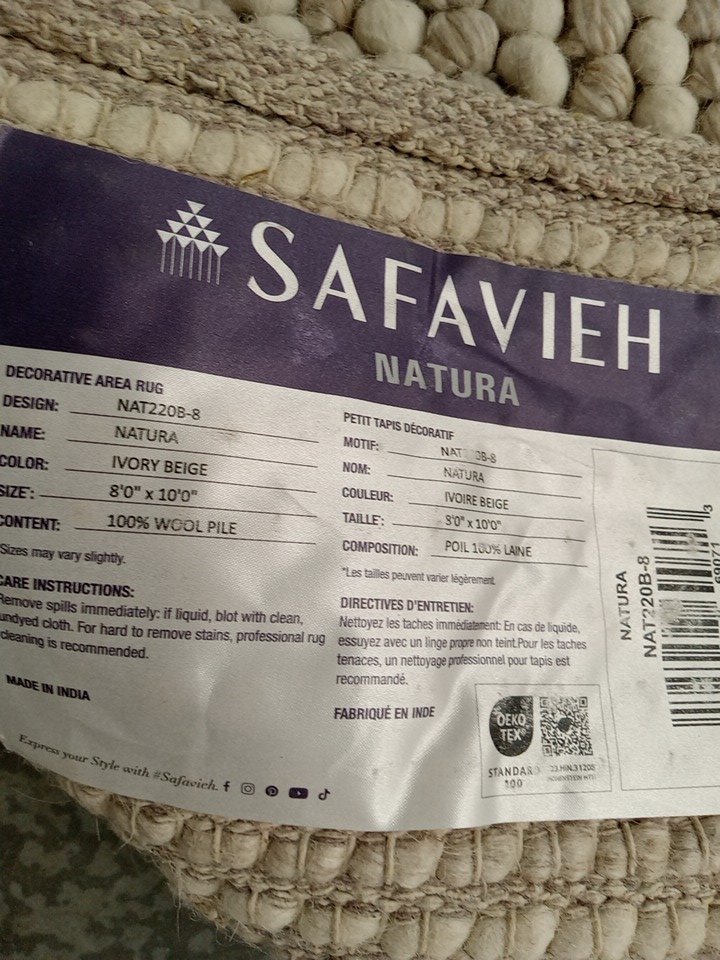 SAFAVIEH
NATURA
DECORATIVE AREA RUG
DESIGN: NAT220B-8
NAME: NATURA
COLOR: IVORY BEIGE
SIZE*: 8'0" x 10'0"
CONTENT: 100% WOOL PILE
Sizes may vary slightly.
CARE INSTRUCTIONS:
Remove spills immediately: if liquid, blot with clean,
undyed cloth. For hard to remove stains, professional rug
cleaning is recommended.
MADE IN INDIA
Express your Style with #Safavieh.
PETIT TAPIS DÉCORATIF
MOTIF:
NOM: NATURA
COULEUR: IVOIRE BEIGE
TAILLE*: 8'0" x 10'0"
COMPOSITION: POIL 100% LAINE
*Les tailles peuvent varier légèrement.
DIRECTIVES D'ENTRETIEN:
Nettoyez les taches immédiatement: En cas de liquide,
essuyez avec un linge propre non teint.Pour les taches
tenaces, un nettoyage professionnel pour tapis est
recommandé.
FABRIQUÉ EN INDE
OEKO
TEX®
STANDARD
100
NATURA
NAT220B-8